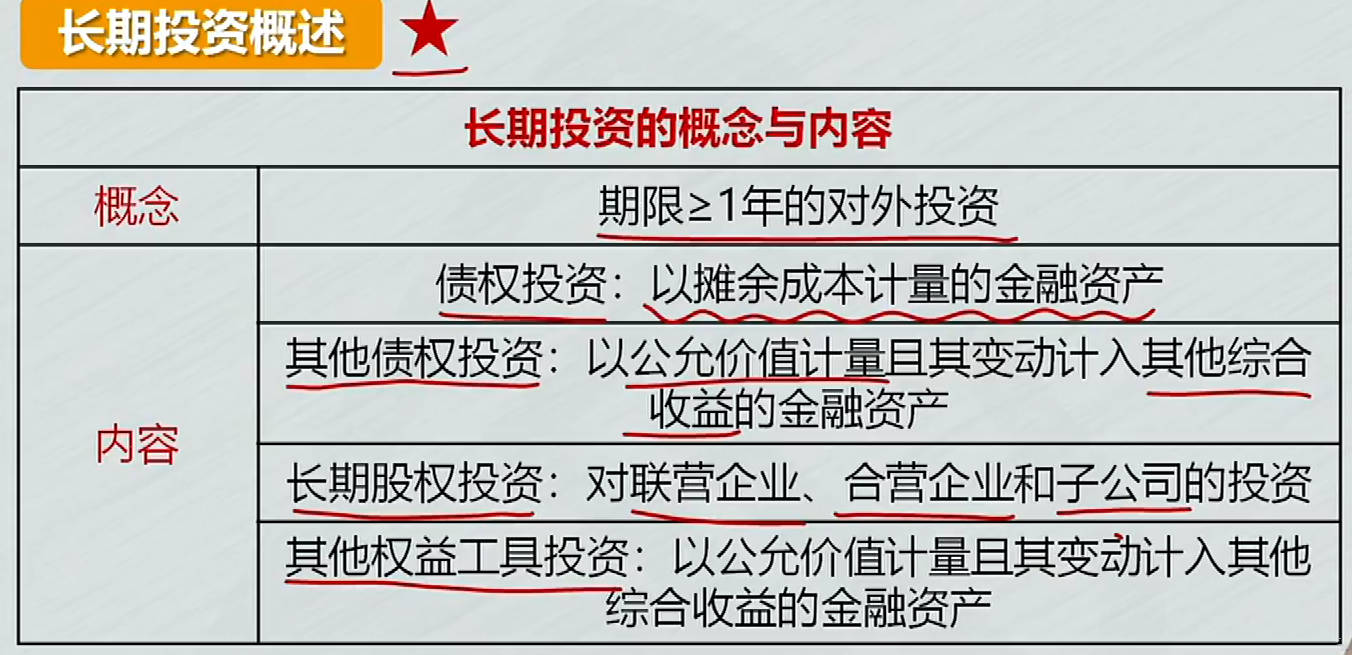 长期投资概述
长期投资的概念与内容
概念
期限≥1年的对外投资
内容
债权投资：以摊余成本计量的金融资产
其他债权投资：以公允价值计量且其变动计入其他综合
收益的金融资产
长期股权投资：对联营企业、合营企业和子公司的投资
其他权益工具投资：以公允价值计量且其变动计入其他
综合收益的金融资产